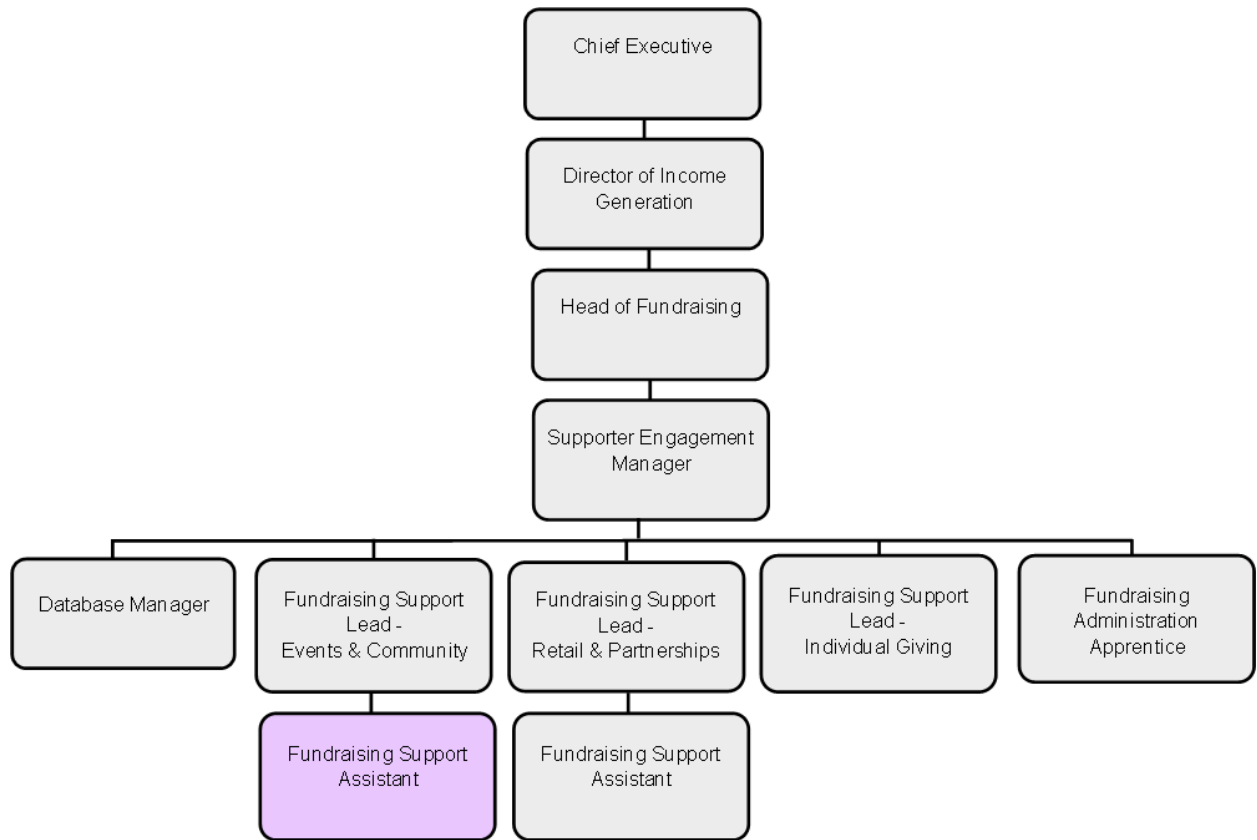 Chief Executive
Director of Income
Generation
Head of Fundraising
Supporter Engagement
Manager
Database Manager
Fundraising Support
Lead -
Events & Community
Fundraising Support
Lead -
Retail & Partnerships
Fundraising Support
Lead -
Individual Giving
Fundraising
Administration
Apprentice
Fundraising Support
Assistant
Fundraising Support
Assistant